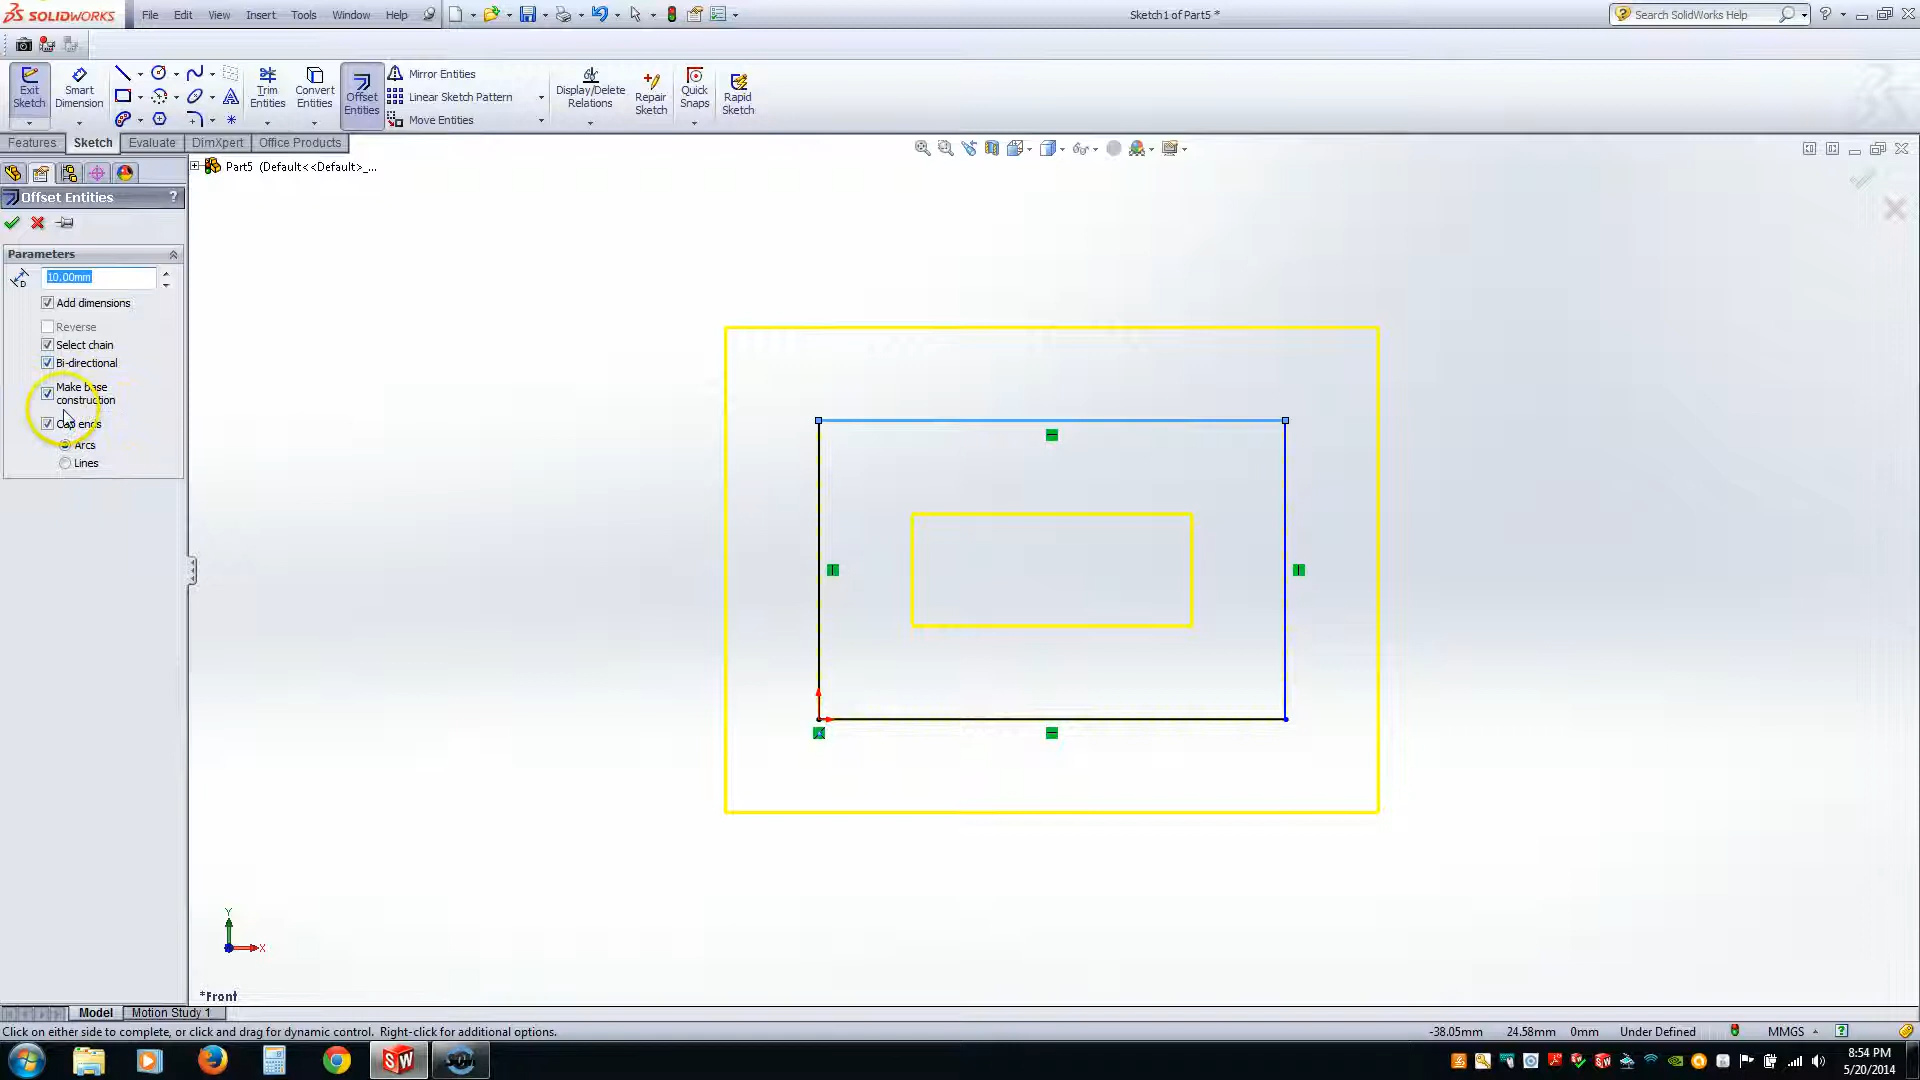 SOLIDWORKS File Edit View Insert Tools Window Help Sketch1 of Part5 * Search SolidWorks Help
Exit Sketch
Smart Dimension
Trim Entities
Convert Entities
Offset Entities
Mirror Entities
Linear Sketch Pattern
Move Entities
Display/Delete Relations
Repair Sketch
Quick Snaps
Rapid Sketch
Features Sketch Evaluate DimXpert Office Products
Part5 (Default<<Default>_...
Offset Entities ?
Parameters
D 10.00mm
Add dimensions
Reverse
Select chain
Bi-directional
Make base
construction
Cap ends
Arcs
Lines
Y
X
*Front
Model Motion Study 1
Click on either side to complete, or click and drag for dynamic control. Right-click for additional options. -38.05mm 24.58mm 0mm Under Defined MMGS
SW
8:54 PM
5/20/2014